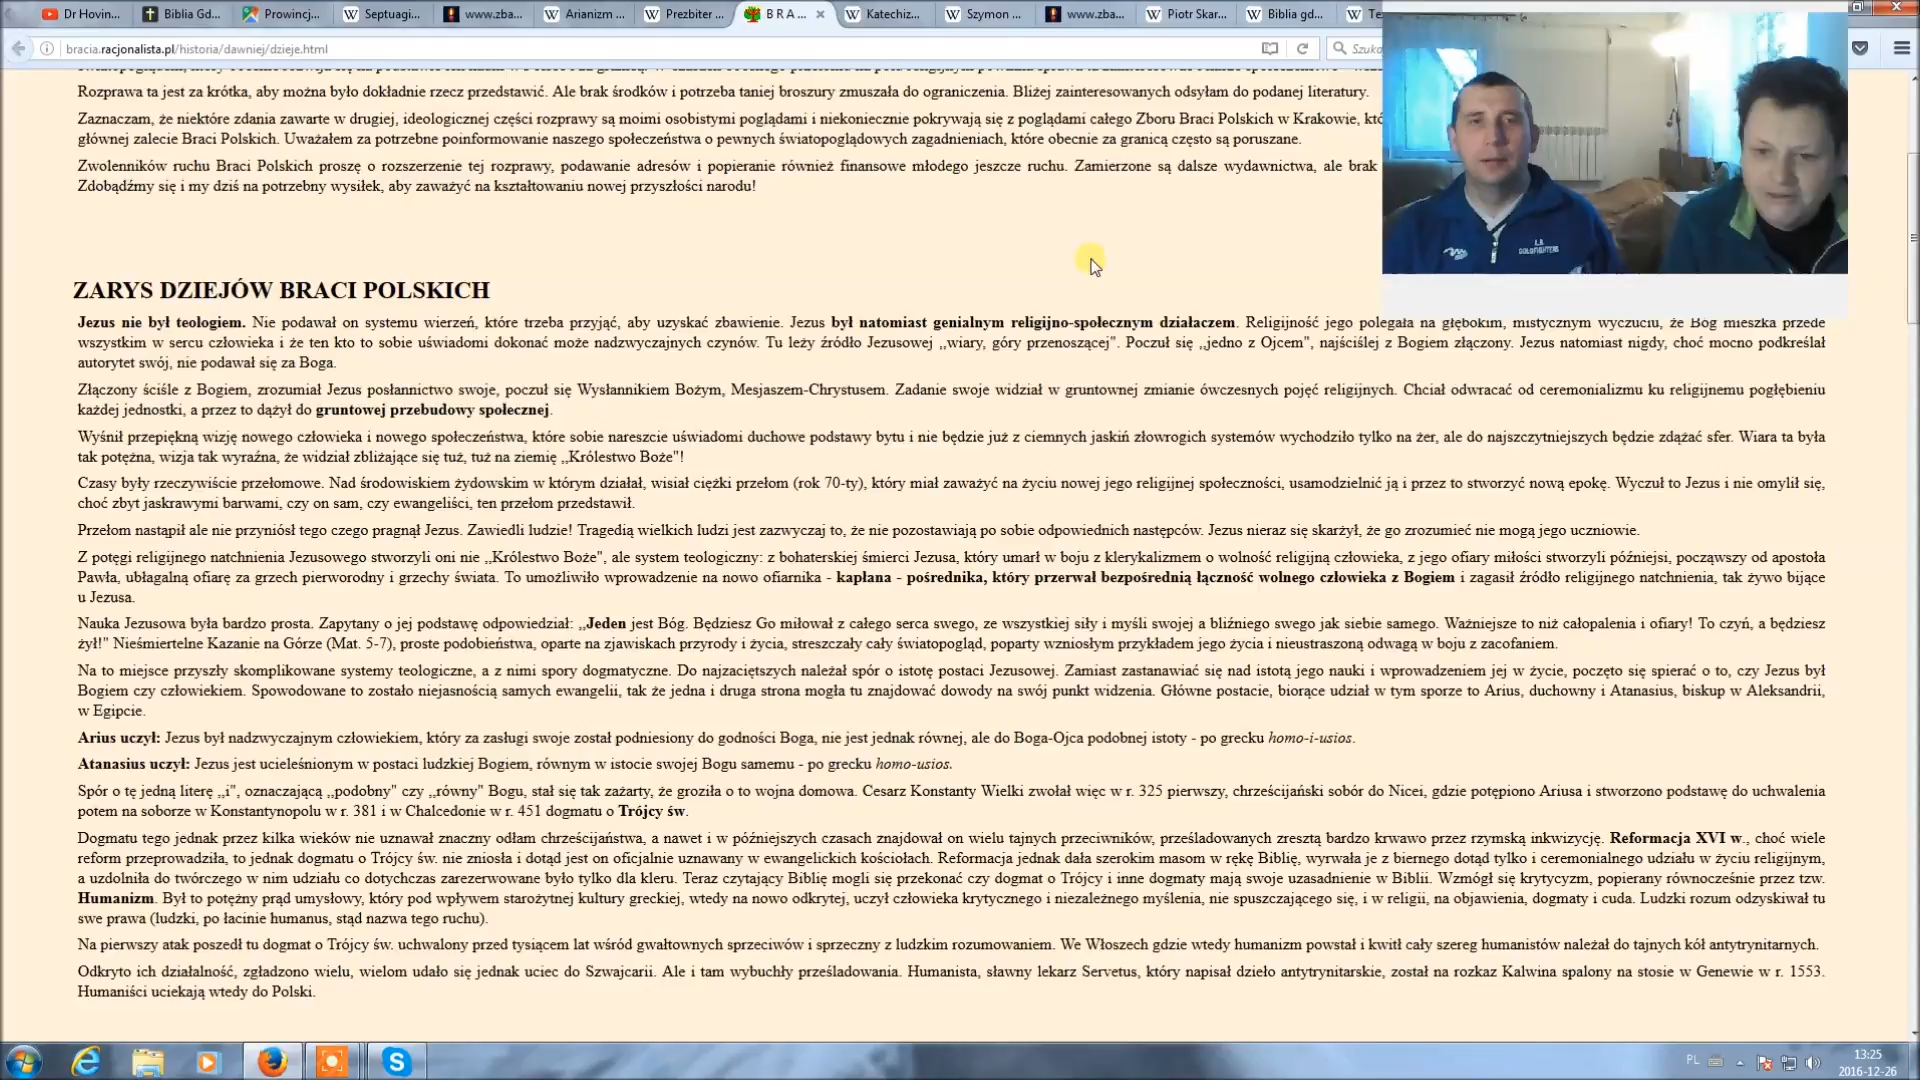 Dr Hovin...
Biblia Gd...
Prowincj...
Septuagi...
www.zba...
Arianizm ...
Prezbiter ...
B R A ...
Katechiz...
Szymon ...
www.zba...
Piotr Skar...
Biblia gd...
bracia.racjonalista.pl/historia/dawniej/dzieje.html
Szuka
Rozprawa ta jest za krótka, aby można było dokładnie rzecz przedstawić. Ale brak środków i potrzeba taniej broszury zmuszała do ograniczenia. Bliżej zainteresowanych odsyłam do podanej literatury.
Zaznaczam, że niektóre zdania zawarte w drugiej, ideologicznej części rozprawy są moimi osobistymi poglądami i niekoniecznie pokrywają się z poglądami całego Zboru Braci Polskich w Krakowie, któ
głównej zalecie Braci Polskich. Uważałem za potrzebne poinformowanie naszego społeczeństwa o pewnych światopoglądowych zagadnieniach, które obecnie za granicą często są poruszane.
Zwolenników ruchu Braci Polskich proszę o rozszerzenie tej rozprawy, podawanie adresów i popieranie również finansowe młodego jeszcze ruchu. Zamierzone są dalsze wydawnictwa, ale brak
Zdobądźmy się i my dziś na potrzebny wysiłek, aby zaważyć na kształtowaniu nowej przyszłości narodu!
L.B.
GOLDFIGHTERS
ZARYS DZIEJÓW BRACI POLSKICH
Jezus nie był teologiem. Nie podawał on systemu wierzeń, które trzeba przyjąć, aby uzyskać zbawienie. Jezus był natomiast genialnym religijno-społecznym działaczem. Religijność jego polegała na głębokim, mistycznym wyczuciu, że Bóg mieszka przede
wszystkim w sercu człowieka i że ten kto to sobie uświadomi dokonać może nadzwyczajnych czynów. Tu leży źródło Jezusowej ,,wiary, góry przenoszącej". Poczuł się ,,jedno z Ojcem", najściślej z Bogiem złączony. Jezus natomiast nigdy, choć mocno podkreślał
autorytet swój, nie podawał się za Boga.
Złączony ściśle z Bogiem, zrozumiał Jezus posłannictwo swoje, poczuł się Wysłannikiem Bożym, Mesjaszem-Chrystusem. Zadanie swoje widział w gruntownej zmianie ówczesnych pojęć religijnych. Chciał odwracać od ceremonializmu ku religijnemu pogłębieniu
każdej jednostki, a przez to dążył do gruntowej przebudowy społecznej.
Wyśnił przepiękną wizję nowego człowieka i nowego społeczeństwa, które sobie nareszcie uświadomi duchowe podstawy bytu i nie będzie już z ciemnych jaskiń złowrogich systemów wychodziło tylko na żer, ale do najszczytniejszych będzie zdążać sfer. Wiara ta była
tak potężna, wizja tak wyraźna, że widział zbliżające się tuż, tuż na ziemię ,,Królestwo Boże"!
Czasy były rzeczywiście przełomowe. Nad środowiskiem żydowskim w którym działał, wisiał ciężki przełom (rok 70-ty), który miał zaważyć na życiu nowej jego religijnej społeczności, usamodzielnić ją i przez to stworzyć nową epokę. Wyczuł to Jezus i nie omylił się,
choć zbyt jaskrawymi barwami, czy on sam, czy ewangeliści, ten przełom przedstawił.
Przełom nastąpił ale nie przyniósł tego czego pragnął Jezus. Zawiedli ludzie! Tragedią wielkich ludzi jest zazwyczaj to, że nie pozostawiają po sobie odpowiednich następców. Jezus nieraz się skarżył, że go zrozumieć nie mogą jego uczniowie.
Z potęgi religijnego natchnienia Jezusowego stworzyli oni nie ,,Królestwo Boże", ale system teologiczny: z bohaterskiej śmierci Jezusa, który umarł w boju z klerykalizmem o wolność religijną człowieka, z jego ofiary miłości stworzyli późniejsi, począwszy od apostoła
Pawła, ubłagalną ofiarę za grzech pierworodny i grzechy świata. To umożliwiło wprowadzenie na nowo ofiarnika - kapłana - pośrednika, który przerwał bezpośrednią łączność wolnego człowieka z Bogiem i zagasił źródło religijnego natchnienia, tak żywo bijące
u Jezusa.
Nauka Jezusowa była bardzo prosta. Zapytany o jej podstawę odpowiedział: ,,Jeden jest Bóg. Będziesz Go miłował z całego serca swego, ze wszystkiej siły i myśli swojej a bliźniego swego jak siebie samego. Ważniejsze to niż całopalenia i ofiary! To czyń, a będziesz
żył!" Nieśmiertelne Kazanie na Górze (Mat. 5-7), proste podobieństwa, oparte na zjawiskach przyrody i życia, streszczały cały światopogląd, poparty wzniosłym przykładem jego życia i nieustraszoną odwagą w boju z zacofaniem.
Na to miejsce przyszły skomplikowane systemy teologiczne, a z nimi spory dogmatyczne. Do najzaciętszych należał spór o istotę postaci Jezusowej. Zamiast zastanawiać się nad istotą jego nauki i wprowadzeniem jej w życie, poczęto się spierać o to, czy Jezus był
Bogiem czy człowiekiem. Spowodowane to zostało niejasnością samych ewangelii, tak że jedna i druga strona mogła tu znajdować dowody na swój punkt widzenia. Główne postacie, biorące udział w tym sporze to Arius, duchowny i Atanasius, biskup w Aleksandrii,
w Egipcie.
Arius uczył: Jezus był nadzwyczajnym człowiekiem, który za zasługi swoje został podniesiony do godności Boga, nie jest jednak równej, ale do Boga-Ojca podobnej istoty - po grecku homo-i-usios.
Atanasius uczył: Jezus jest ucieleśnionym w postaci ludzkiej Bogiem, równym w istocie swojej Bogu samemu - po grecku homo-usios.
Spór o tę jedną literę ,,i", oznaczającą ,,podobny" czy ,,równy" Bogu, stał się tak zażarty, że groziła o to wojna domowa. Cesarz Konstanty Wielki zwołał więc w r. 325 pierwszy, chrześcijański sobór do Nicei, gdzie potępiono Ariusa i stworzono podstawę do uchwalenia
potem na soborze w Konstantynopolu w r. 381 i w Chalcedonie w r. 451 dogmatu o Trójcy św.
Dogmatu tego jednak przez kilka wieków nie uznawał znaczny odłam chrześcijaństwa, a nawet i w późniejszych czasach znajdował on wielu tajnych przeciwników, prześladowanych zresztą bardzo krwawo przez rzymską inkwizycję. Reformacja XVI w., choć wiele
reform przeprowadziła, to jednak dogmatu o Trójcy św. nie zniosła i dotąd jest on oficjalnie uznawany w ewangelickich kościołach. Reformacja jednak dała szerokim masom w rękę Biblię, wyrwała je z biernego dotąd tylko i ceremonialnego udziału w życiu religijnym,
a uzdolniła do twórczego w nim udziału co dotychczas zarezerwowane było tylko dla kleru. Teraz czytający Biblię mogli się przekonać czy dogmat o Trójcy i inne dogmaty mają swoje uzasadnienie w Biblii. Wzmógł się krytycyzm, popierany równocześnie przez tzw.
Humanizm. Był to potężny prąd umysłowy, który pod wpływem starożytnej kultury greckiej, wtedy na nowo odkrytej, uczył człowieka krytycznego i niezależnego myślenia, nie spuszczającego się, i w religii, na objawienia, dogmaty i cuda. Ludzki rozum odzyskiwał tu
swe prawa (ludzki, po łacinie humanus, stąd nazwa tego ruchu).
Na pierwszy atak poszedł tu dogmat o Trójcy św. uchwalony przed tysiącem lat wśród gwałtownych sprzeciwów i sprzeczny z ludzkim rozumowaniem. We Włoszech gdzie wtedy humanizm powstał i kwitł cały szereg humanistów należał do tajnych kół antytrynitarnych.
Odkryto ich działalność, zgładzono wielu, wielom udało się jednak uciec do Szwajcarii. Ale i tam wybuchły prześladowania. Humanista, sławny lekarz Servetus, który napisał dzieło antytrynitarskie, został na rozkaz Kalwina spalony na stosie w Genewie w r. 1553.
Humaniści uciekają wtedy do Polski.
PL
13:25
2016-12-26